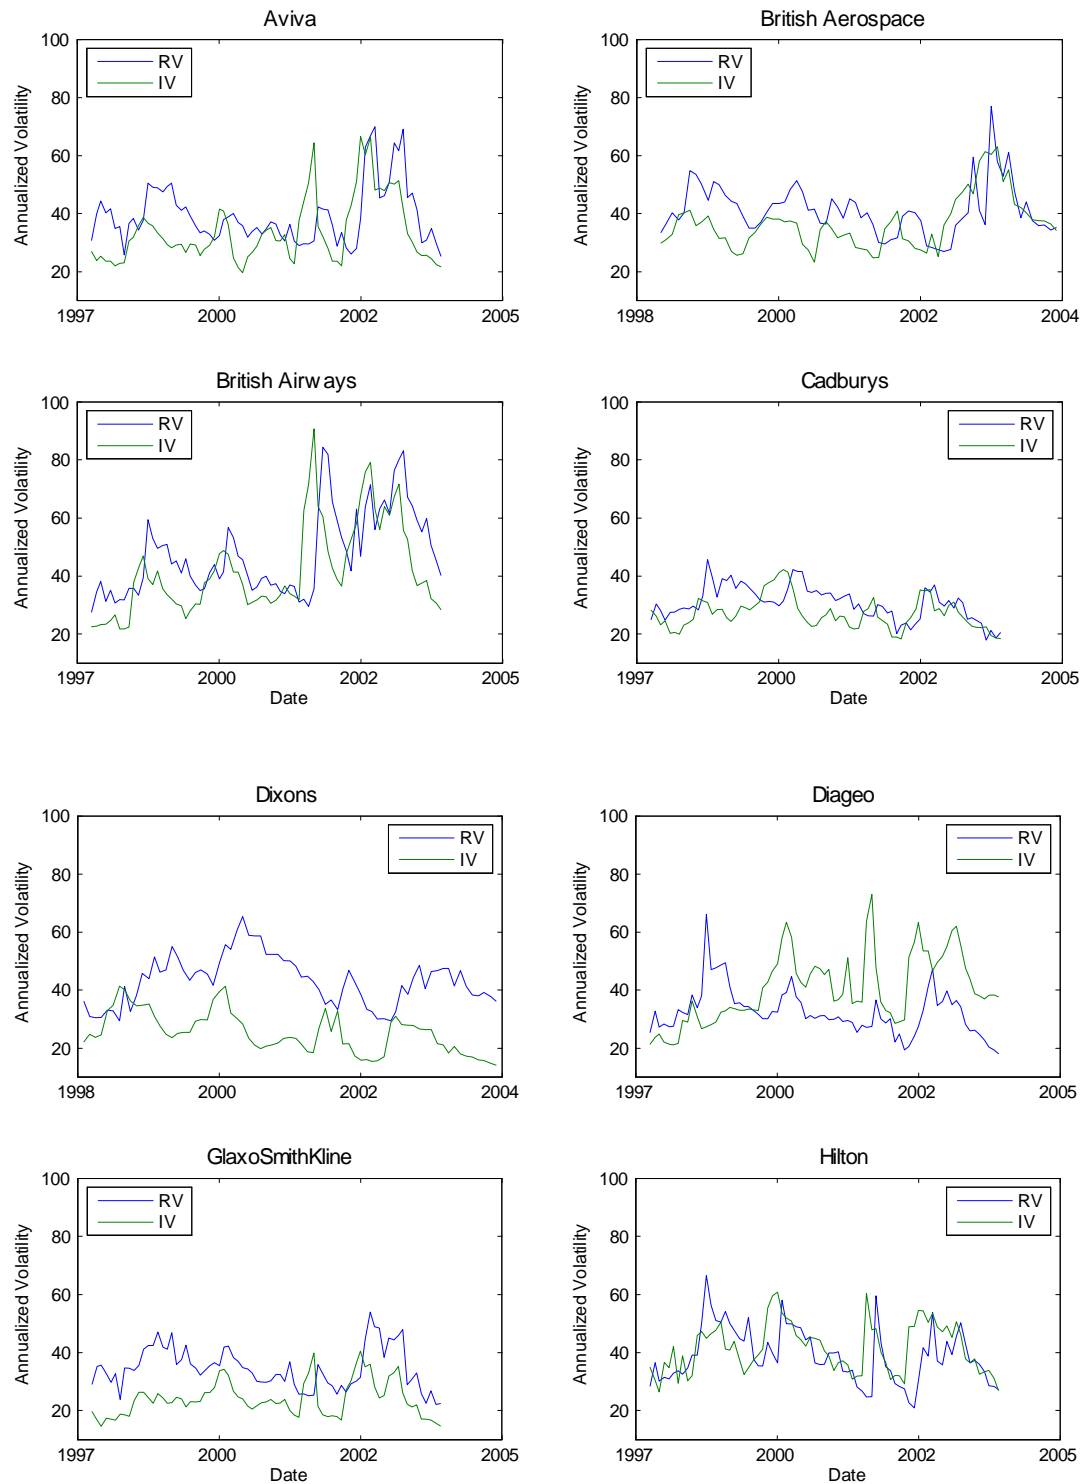 Aviva
British Aerospace
100
80
60
40
20
Annualized Volatility
RV
IV
1997
2000
2002
2005
100
80
60
40
20
Annualized Volatility
RV
IV
1998
2000
2002
2004
British Airways
Cadburys
100
80
60
40
20
Annualized Volatility
RV
IV
1997
2000
2002
2005
Date
100
80
60
40
20
Annualized Volatility
RV
IV
1997
2000
2002
2005
Date
Dixons
Diageo
100
80
60
40
20
Annualized Volatility
RV
IV
1998
2000
2002
2004
100
80
60
40
20
Annualized Volatility
RV
IV
1997
2000
2002
2005
GlaxoSmithKline
Hilton
100
80
60
40
20
Annualized Volatility
RV
IV
1997
2000
2002
2005
Date
100
80
60
40
20
Annualized Volatility
RV
IV
1997
2000
2002
2005
Date